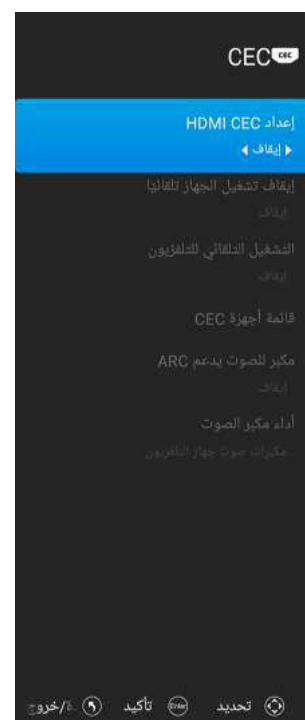 CEC
CEC
إعداد HDMI CEC
إيقاف
إيقاف تشغيل الجهاز تلقائيا
إيقاف
التشغيل التلقائي للتلفزيون
إيقاف
قائمة أجهزة CEC
مكبر للصوت يدعم ARC
إيقاف
أداء مكبر الصوت
مكبرات صوت جهاز التلفزيون
تحديد Enter تأكيد ة/خروج